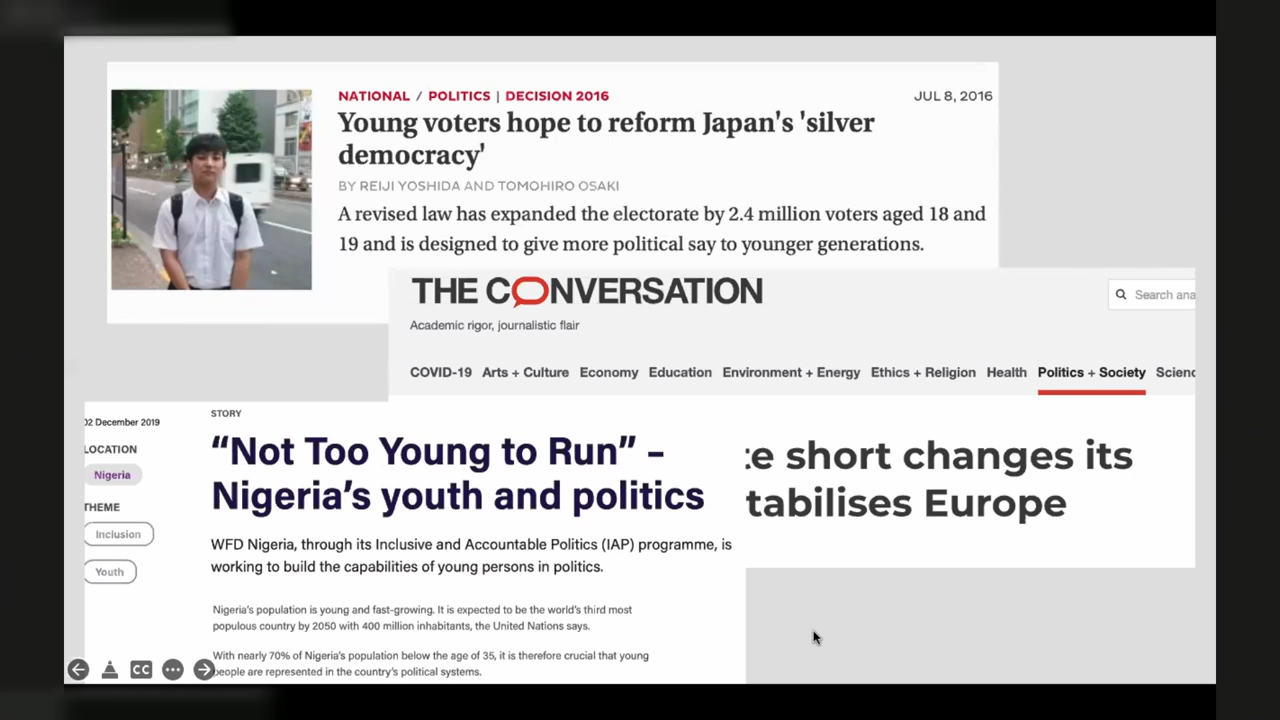 NATIONAL / POLITICS | DECISION 2016
JUL 8, 2016
Young voters hope to reform Japan's 'silver
democracy'
BY REIJI YOSHIDA AND TOMOHIRO OSAKI
A revised law has expanded the electorate by 2.4 million voters aged 18 and
19 and is designed to give more political say to younger generations.
THE CONVERSATION
Search ana
Academic rigor, journalistic flair
COVID-19 Arts + Culture Economy Education Environment + Energy Ethics + Religion Health Politics + Society Scienc
te short changes its
tabilises Europe
02 December 2019
LOCATION
Nigeria
THEME
Inclusion
Youth
STORY
“Not Too Young to Run” –
Nigeria’s youth and politics
WFD Nigeria, through its Inclusive and Accountable Politics (IAP) programme, is
working to build the capabilities of young persons in politics.
Nigeria’s population is young and fast-growing. It is expected to be the world’s third most
populous country by 2050 with 400 million inhabitants, the United Nations says.
With nearly 70% of Nigeria’s population below the age of 35, it is therefore crucial that young
people are represented in the country’s political systems.
CC